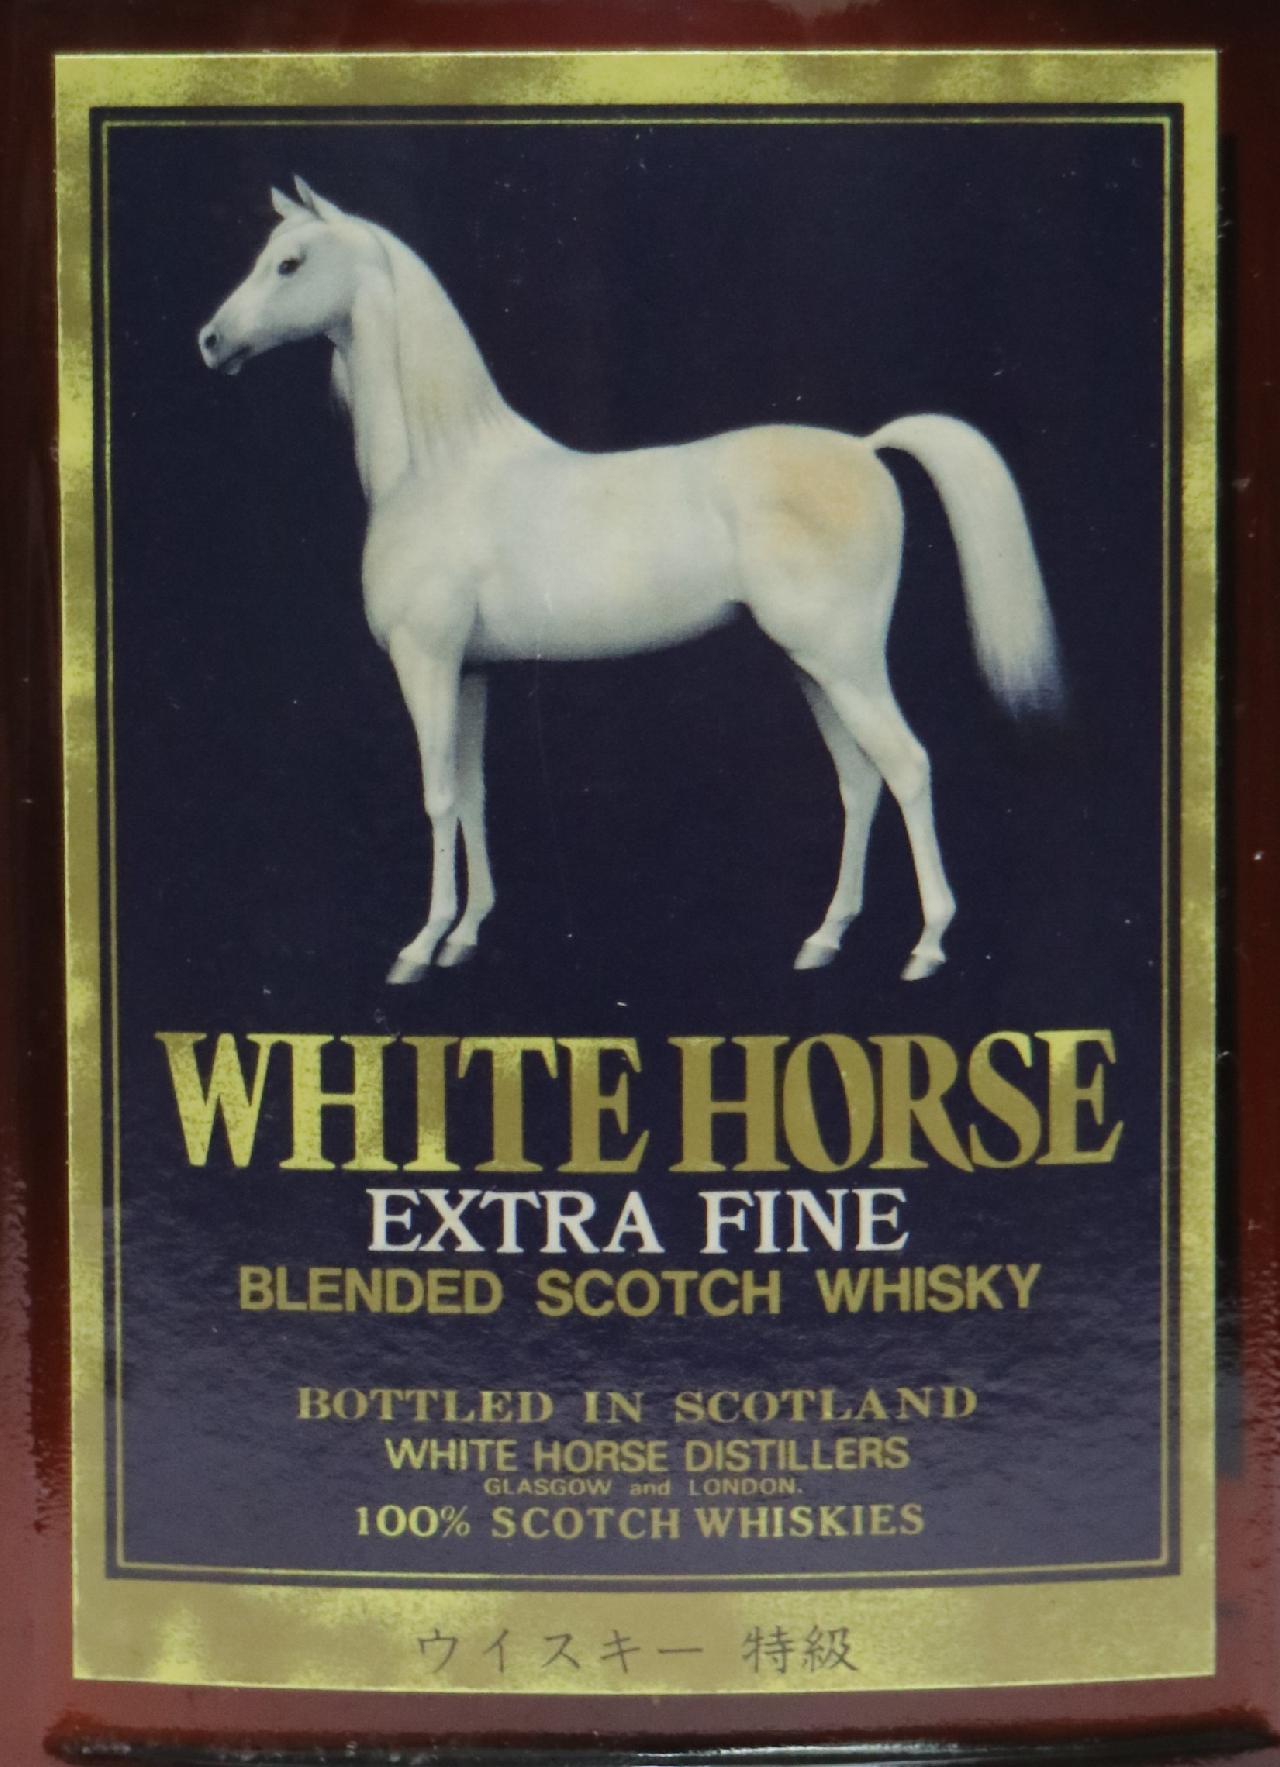 WHITE HORSE
EXTRA FINE
BLENDED SCOTCH WHISKY
BOTTLED IN SCOTLAND
WHITE HORSE DISTILLERS
GLASGOW and LONDON.
100% SCOTCH WHISKIES
ウイスキー 特級